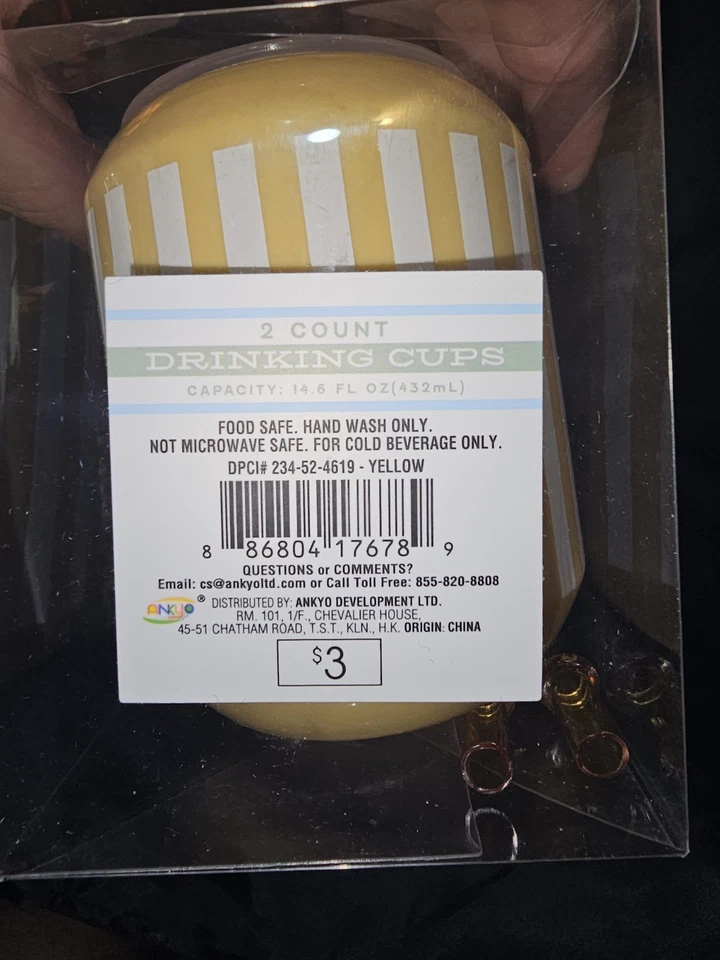 2 COUNT
DRINKING CUPS
CAPACITY: 14.6 FL OZ(432mL)
FOOD SAFE. HAND WASH ONLY.
NOT MICROWAVE SAFE. FOR COLD BEVERAGE ONLY.
DPCI# 234-52-4619 - YELLOW
8 86804 17678 9
QUESTIONS or COMMENTS?
Email: cs@ankyoltd.com or Call Toll Free: 855-820-8808
ANKYO ® DISTRIBUTED BY: ANKYO DEVELOPMENT LTD.
RM. 101, 1/F., CHEVALIER HOUSE,
45-51 CHATHAM ROAD, T.S.T., KLN., H.K. ORIGIN: CHINA
$3